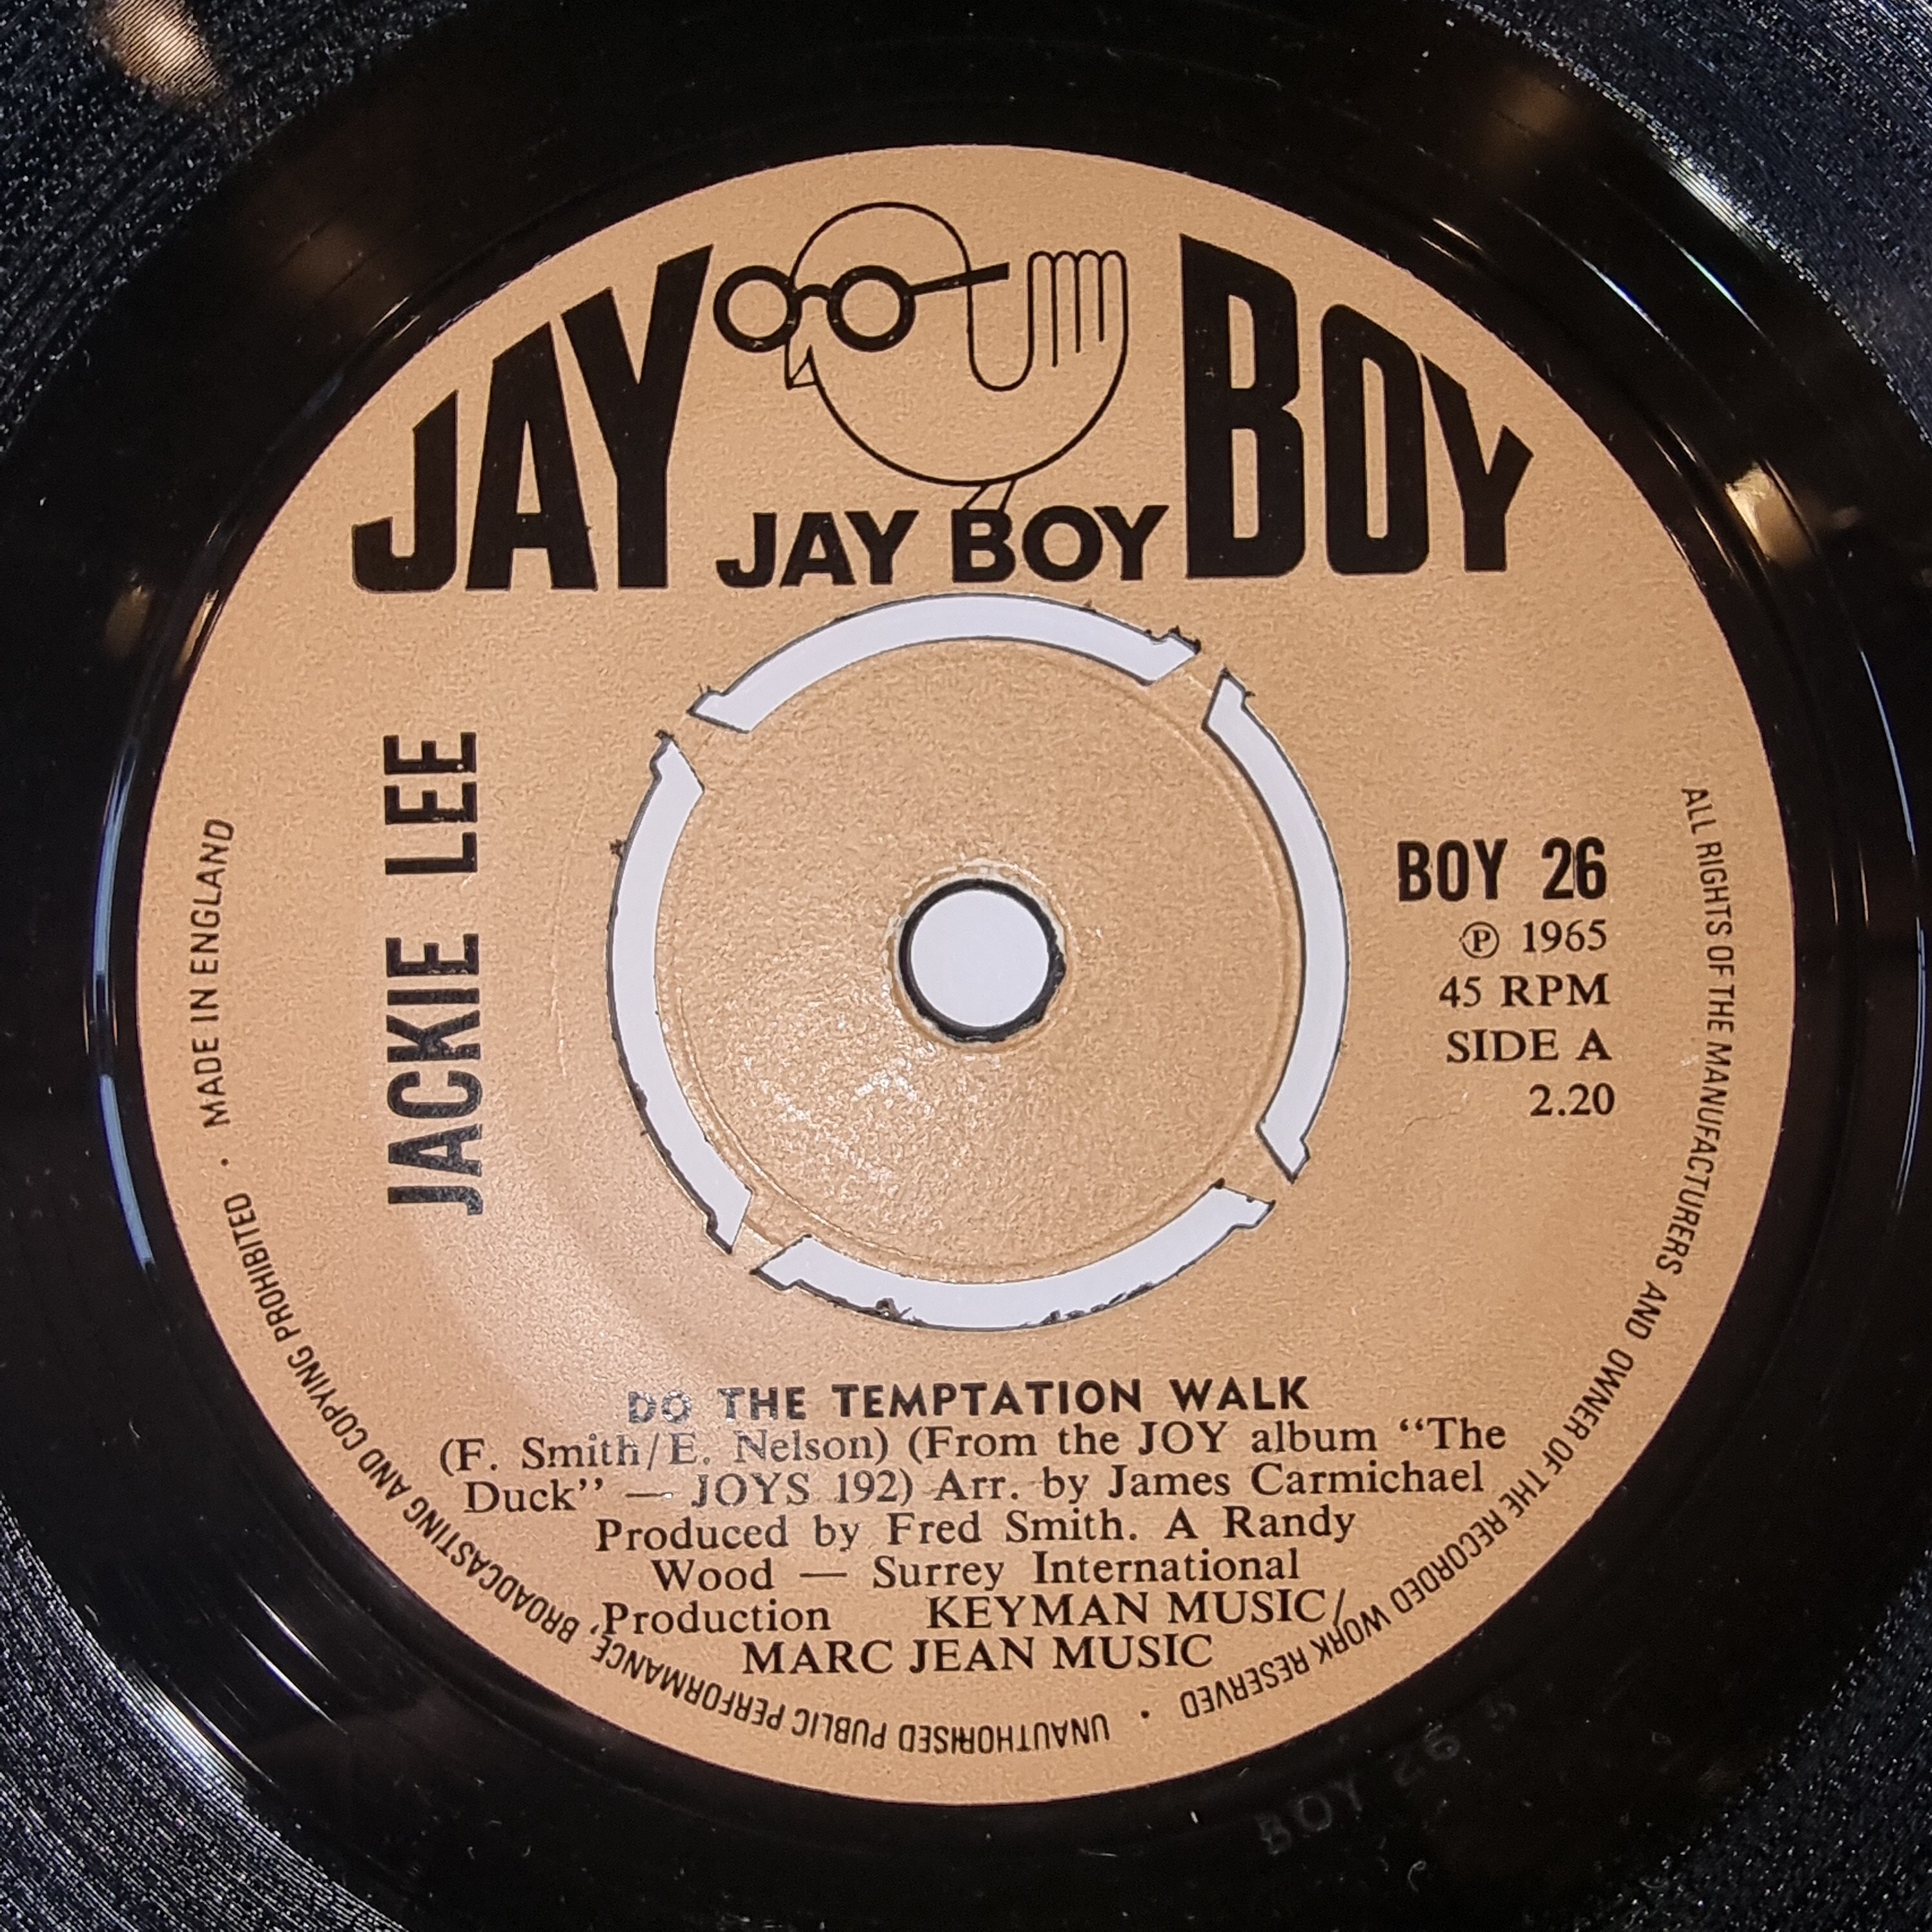 JAY BOY
JAY BOY
JACKIE LEE
BOY 26
Ⓟ 1965
45 RPM
SIDE A
2.20
DO THE TEMPTATION WALK
(F. Smith/E. Nelson) (From the JOY album “The
Duck” — JOYS 192) Arr. by James Carmichael
Produced by Fred Smith. A Randy
Wood — Surrey International
Production KEYMAN MUSIC/
MARC JEAN MUSIC
ALL RIGHTS OF THE MANUFACTURERS AND OWNER OF THE RECORDED WORK RESERVED · UNAUTHORISED PUBLIC PERFORMANCE, BROADCASTING AND COPYING PROHIBITED · MADE IN ENGLAND
BOY 26